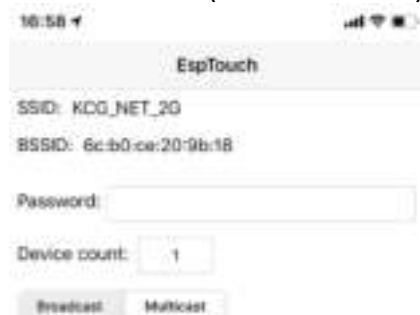 16:58
EspTouch
SSID: KCG_NET_2G
BSSID: 6c:b0:ce:20:9b:18
Password:
Device count: 1
Broadcast Multicast